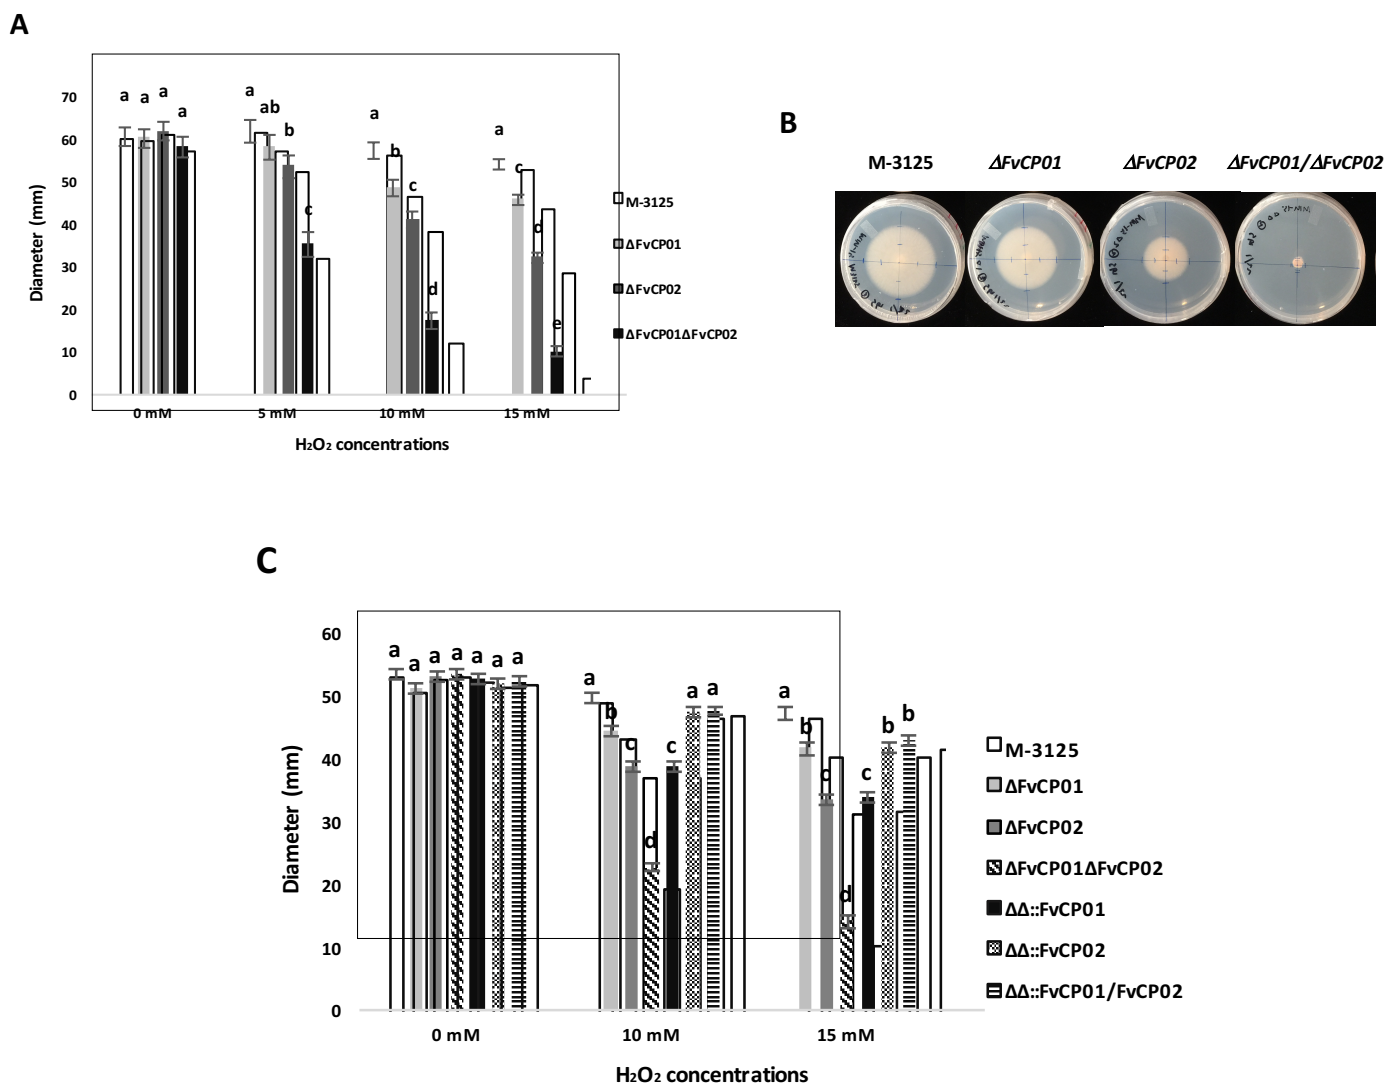 A
a a a a a ab b c a b c d a c d e
70
60
50
40
30
20
10
0
Diameter (mm)
0 mM 5 mM 10 mM 15 mM
H₂O₂ concentrations
M-3125
ΔFvCP01
ΔFvCP02
ΔFvCP01ΔFvCP02
B
M-3125 ΔFvCP01 ΔFvCP02 ΔFvCP01/ΔFvCP02
C
a a a a a a a a b c d c a a a b c d c b b
60
50
40
30
20
10
0
Diameter (mm)
0 mM 10 mM 15 mM
H₂O₂ concentrations
M-3125
ΔFvCP01
ΔFvCP02
ΔFvCP01ΔFvCP02
ΔΔ::FvCP01
ΔΔ::FvCP02
ΔΔ::FvCP01/FvCP02